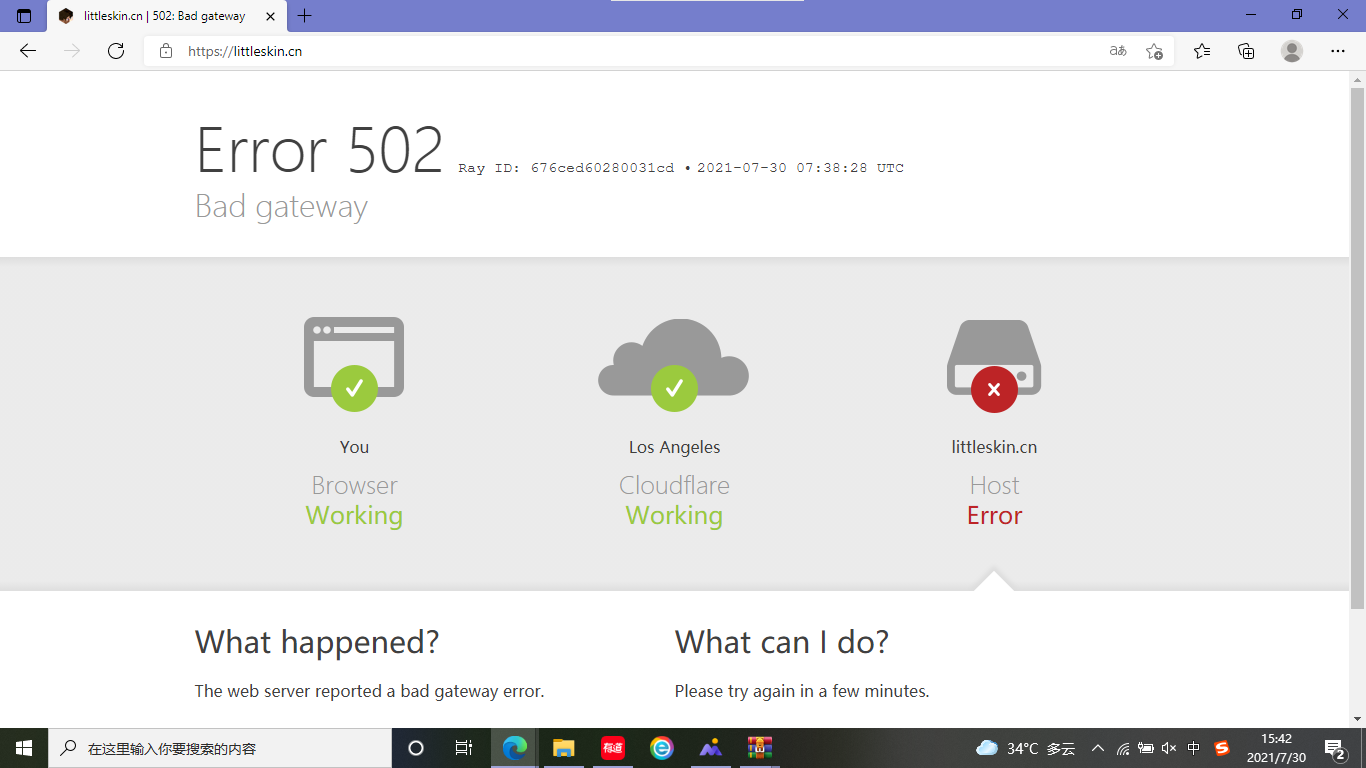 littleskin.cn | 502: Bad gateway
https://littleskin.cn
aあ
Error 502 Ray ID: 676ced60280031cd • 2021-07-30 07:38:28 UTC
Bad gateway
You
Browser
Working
Los Angeles
Cloudflare
Working
littleskin.cn
Host
Error
What happened?
The web server reported a bad gateway error.
What can I do?
Please try again in a few minutes.
在这里输入你要搜索的内容
有道
34°C 多云
中
S
15:42
2021/7/30
2